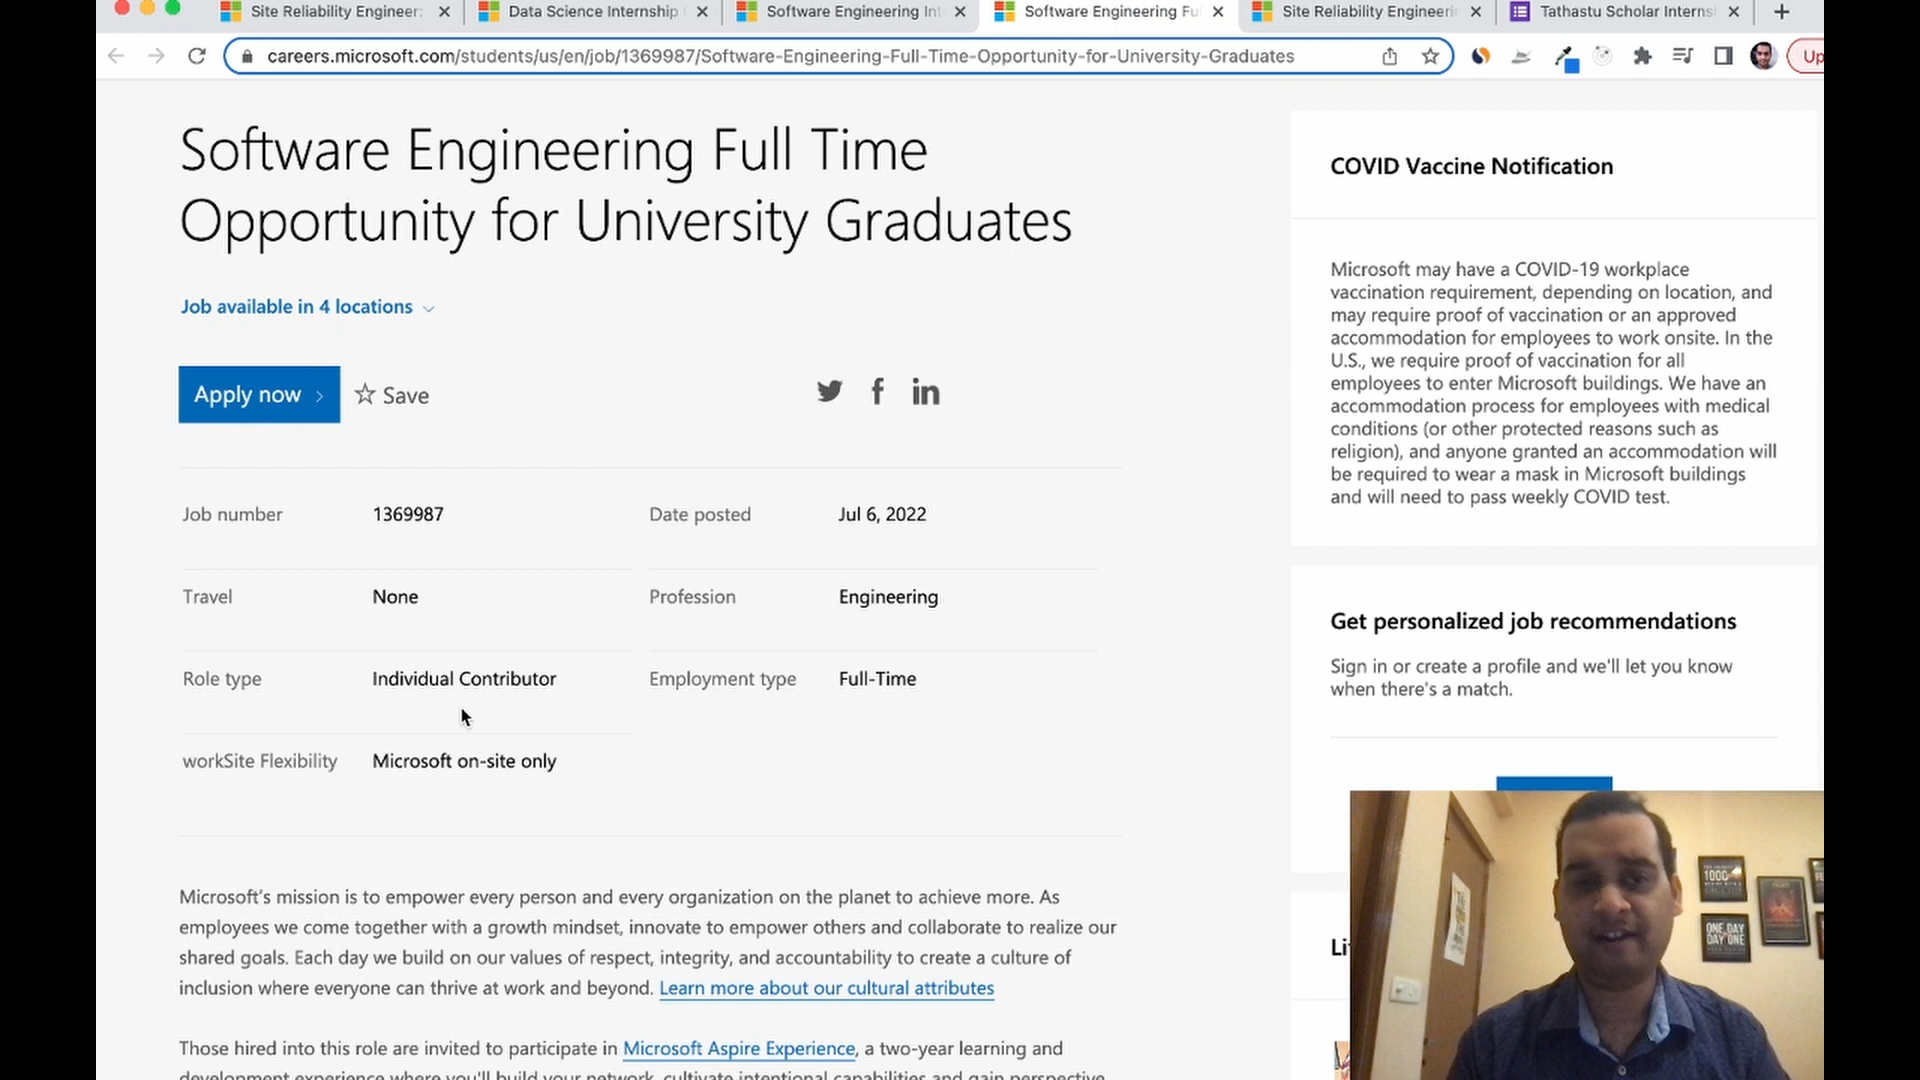 Site Reliability Engineer:
Data Science Internship
Software Engineering Int
Software Engineering Fu
Site Reliability Engineeri
Tathastu Scholar Interns
careers.microsoft.com/students/us/en/job/1369987/Software-Engineering-Full-Time-Opportunity-for-University-Graduates
Up
Software Engineering Full Time
Opportunity for University Graduates
Job available in 4 locations
Apply now
Save
Job number 1369987 Date posted Jul 6, 2022
Travel None Profession Engineering
Role type Individual Contributor Employment type Full-Time
workSite Flexibility Microsoft on-site only
Microsoft's mission is to empower every person and every organization on the planet to achieve more. As
employees we come together with a growth mindset, innovate to empower others and collaborate to realize our
shared goals. Each day we build on our values of respect, integrity, and accountability to create a culture of
inclusion where everyone can thrive at work and beyond. Learn more about our cultural attributes
Those hired into this role are invited to participate in Microsoft Aspire Experience, a two-year learning and
development experience where you'll build your network, cultivate intentional capabilities and gain perspective
COVID Vaccine Notification
Microsoft may have a COVID-19 workplace
vaccination requirement, depending on location, and
may require proof of vaccination or an approved
accommodation for employees to work onsite. In the
U.S., we require proof of vaccination for all
employees to enter Microsoft buildings. We have an
accommodation process for employees with medical
conditions (or other protected reasons such as
religion), and anyone granted an accommodation will
be required to wear a mask in Microsoft buildings
and will need to pass weekly COVID test.
Get personalized job recommendations
Sign in or create a profile and we'll let you know
when there's a match.
Li
1000
ONE DAY
DAY ONE